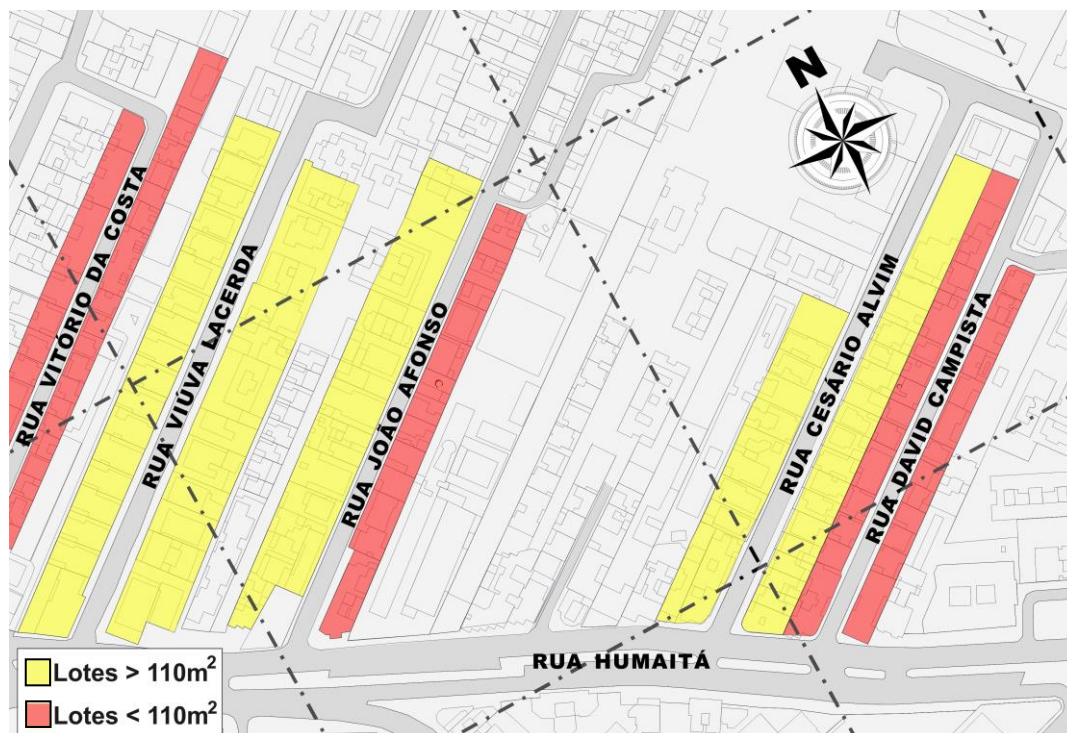 N
RUA VITÓRIO DA COSTA
RUA VIÚVA LACERDA
RUA JOÃO AFONSO
RUA CESÁRIO ALVIM
RUA DAVID CAMPISTA
RUA HUMAITÁ
Lotes > 110m²
Lotes < 110m²